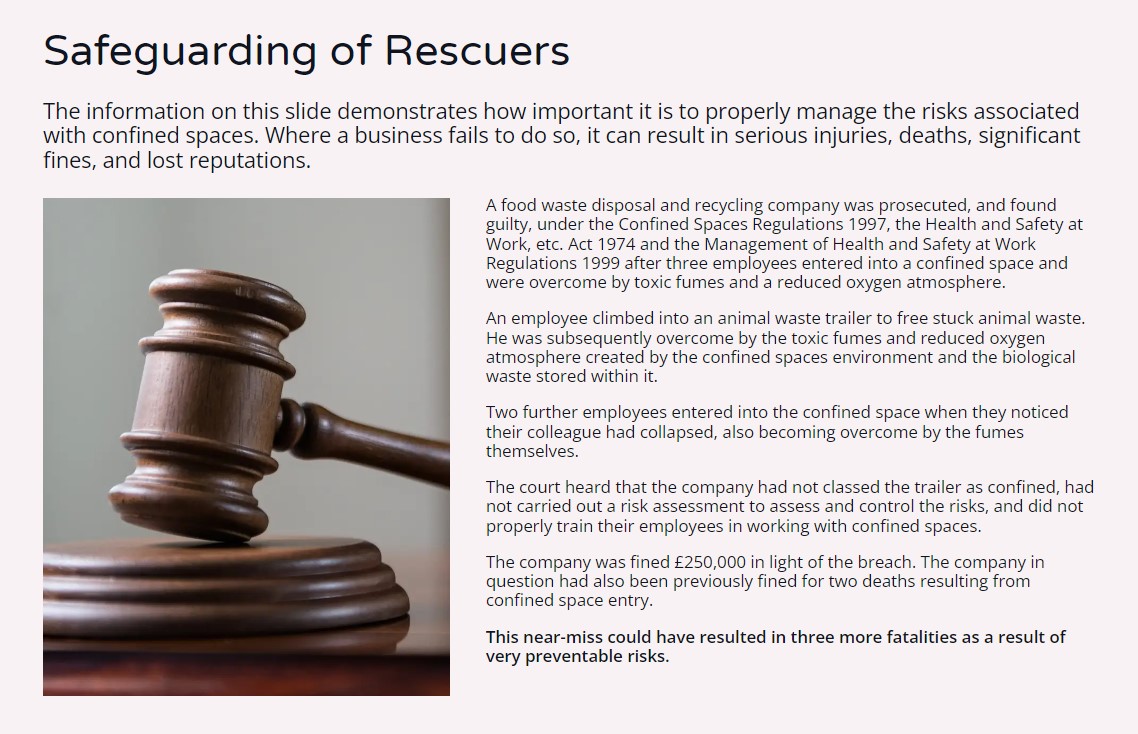 Safeguarding of Rescuers
The information on this slide demonstrates how important it is to properly manage the risks associated
with confined spaces. Where a business fails to do so, it can result in serious injuries, deaths, significant
fines, and lost reputations.
A food waste disposal and recycling company was prosecuted, and found
guilty, under the Confined Spaces Regulations 1997, the Health and Safety at
Work, etc. Act 1974 and the Management of Health and Safety at Work
Regulations 1999 after three employees entered into a confined space and
were overcome by toxic fumes and a reduced oxygen atmosphere.
An employee climbed into an animal waste trailer to free stuck animal waste.
He was subsequently overcome by the toxic fumes and reduced oxygen
atmosphere created by the confined spaces environment and the biological
waste stored within it.
Two further employees entered into the confined space when they noticed
their colleague had collapsed, also becoming overcome by the fumes
themselves.
The court heard that the company had not classed the trailer as confined, had
not carried out a risk assessment to assess and control the risks, and did not
properly train their employees in working with confined spaces.
The company was fined £250,000 in light of the breach. The company in
question had also been previously fined for two deaths resulting from
confined space entry.
This near-miss could have resulted in three more fatalities as a result of
very preventable risks.